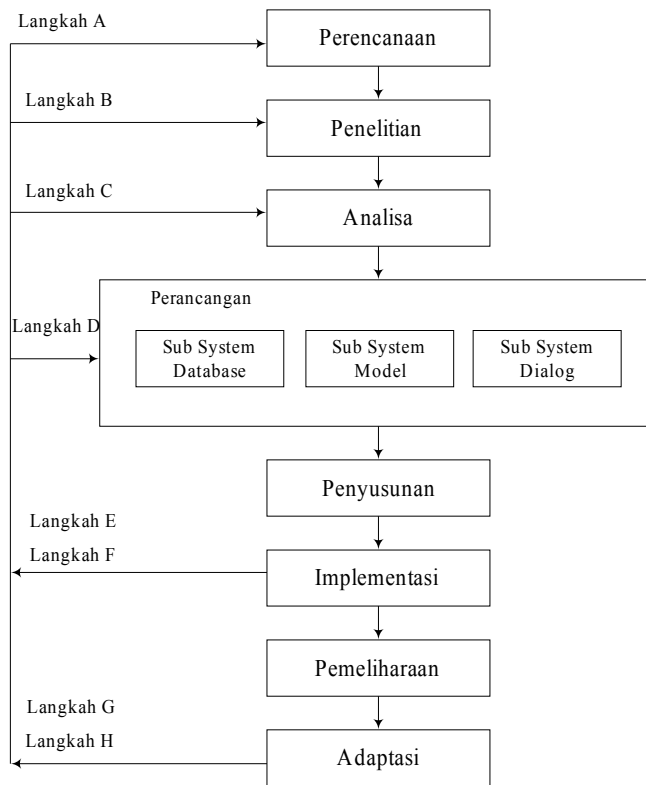 Langkah A
Perencanaan
Langkah B
Penelitian
Langkah C
Analisa
Perancangan
Langkah D
Sub System
Database
Sub System
Model
Sub System
Dialog
Penyusunan
Langkah E
Langkah F
Implementasi
Pemeliharaan
Langkah G
Langkah H
Adaptasi